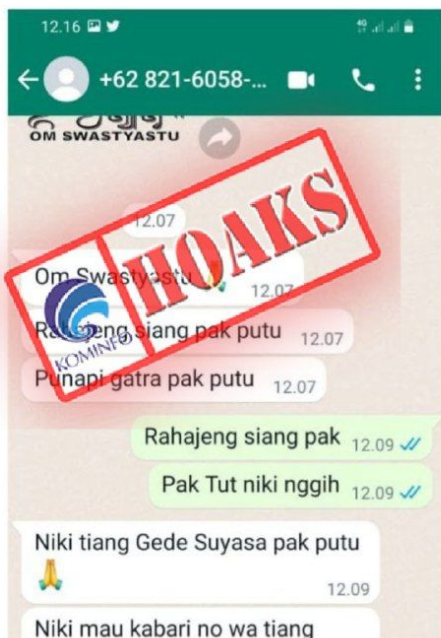 12.16
+62 821-6058-...
OM SWASTYASTU
12.07
HOAKS
KOMINFO
Om Swastyastu 🙏 12.07
Rahajeng siang pak putu 12.07
Punapi gatra pak putu 12.07
Rahajeng siang pak 12.09
Pak Tut niki nggih 12.09
Niki tiang Gede Suyasa pak putu
🙏 12.09
Niki mau kabari no wa tiang